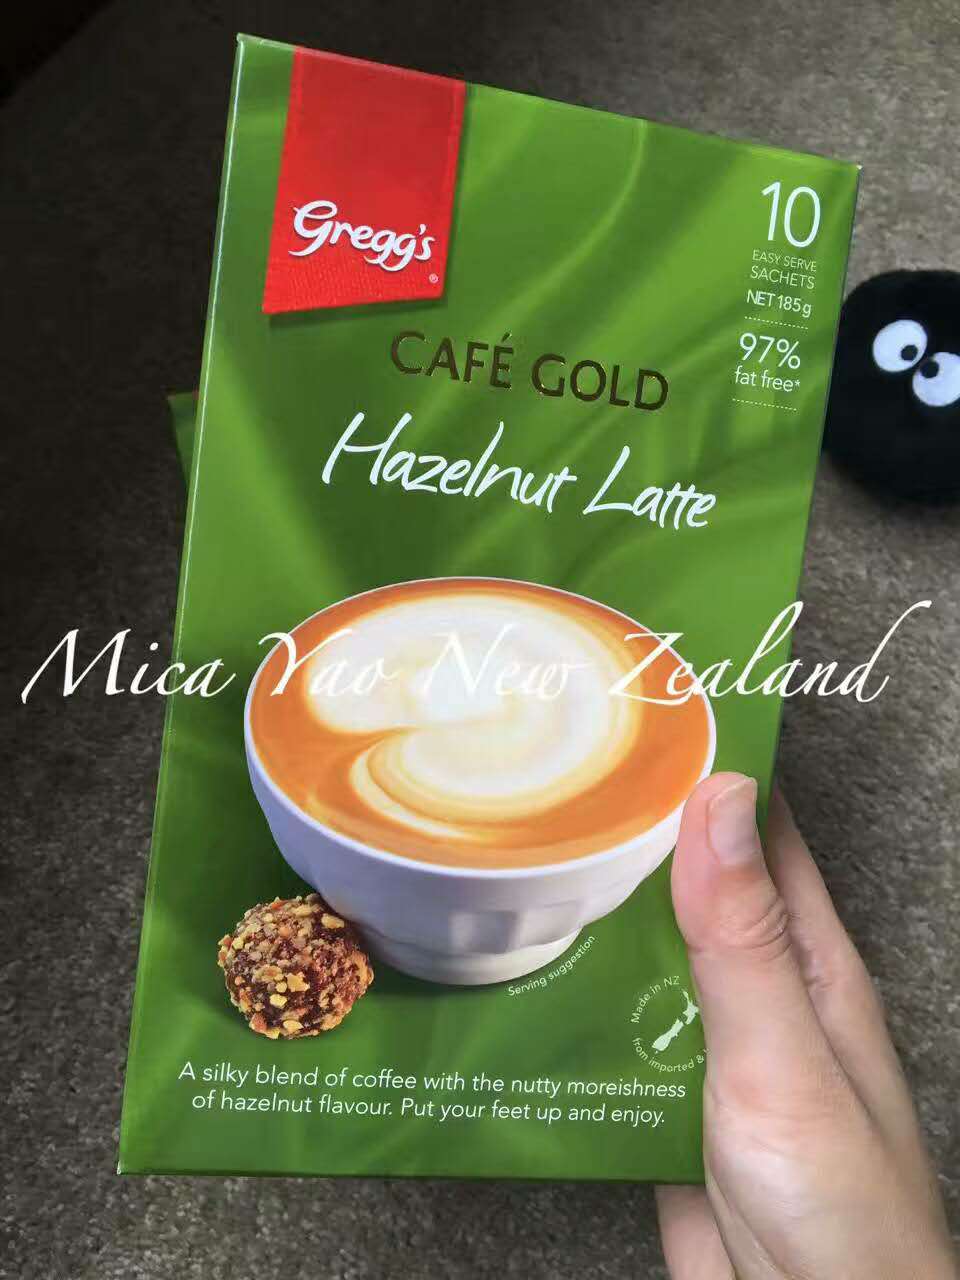 Gregg's
®
10
EASY SERVE
SACHETS
NET 185g
97%
fat free*
CAFÉ GOLD
Hazelnut Latte
Mica Yao New Zealand
Serving suggestion
Made in NZ
from imported &
A silky blend of coffee with the nutty moreishness
of hazelnut flavour. Put your feet up and enjoy.